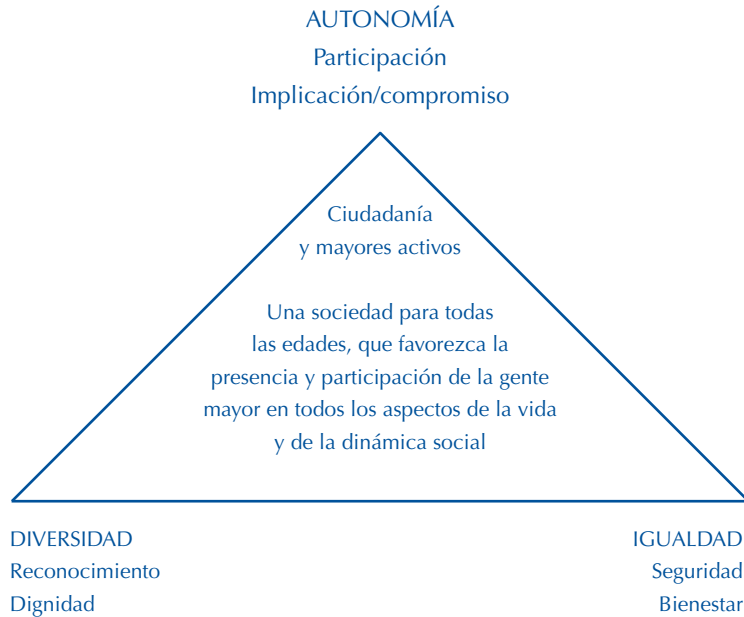 AUTONOMÍA
Participación
Implicación/compromiso
Ciudadanía
y mayores activos
Una sociedad para todas
las edades, que favorezca la
presencia y participación de la gente
mayor en todos los aspectos de la vida
y de la dinámica social
DIVERSIDAD
Reconocimiento
Dignidad
IGUALDAD
Seguridad
Bienestar